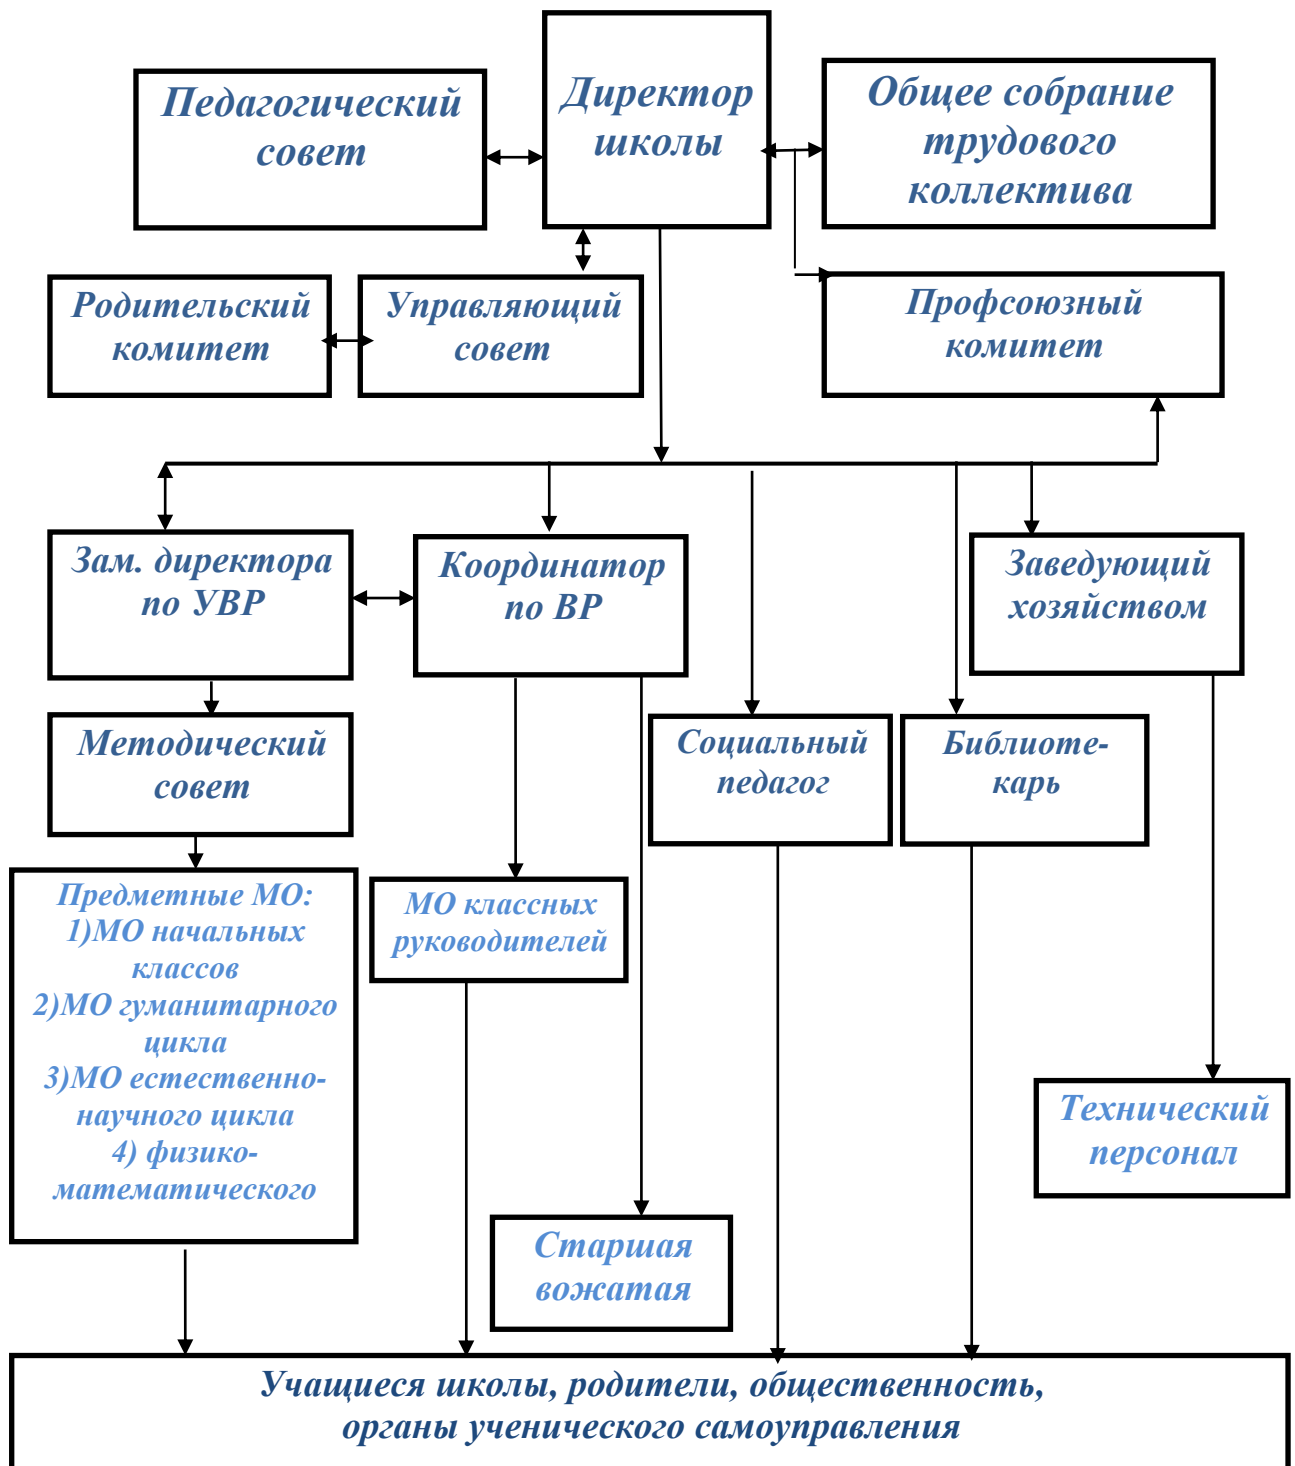 Педагогический
совет
Директор
школы
Общее собрание
трудового
коллектива
Родительский
комитет
Управляющий
совет
Профсоюзный
комитет
Зам. директора
по УВР
Координатор
по ВР
Заведующий
хозяйством
Методический
совет
Социальный
педагог
Библиоте-
карь
Предметные МО:
1)МО начальных
классов
2)МО гуманитарного
цикла
3)МО естественно-
научного цикла
4) физико-
математического
МО классных
руководителей
Технический
персонал
Старшая
вожатая
Учащиеся школы, родители, общественность,
органы ученического самоуправления